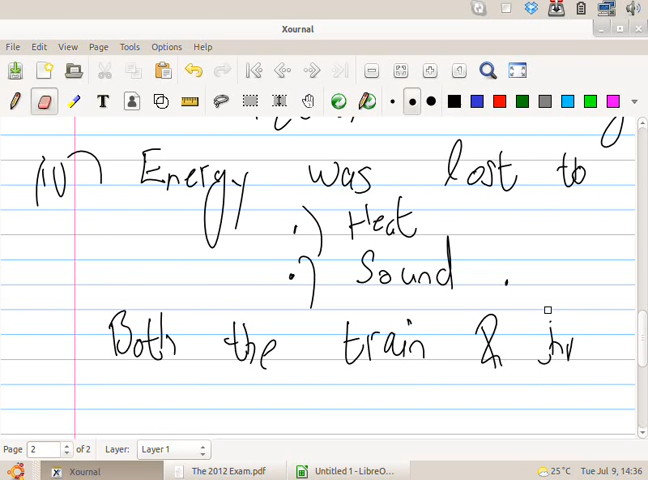 Xournal
File Edit View Page Tools Options Help
iv) Energy was lost to
Heat
Sound .
Both the train &
Page 2 of 2 Layer: Layer 1
Xournal The 2012 Exam.pdf Untitled 1 - LibreO... 25 °C Tue Jul 9, 14:36